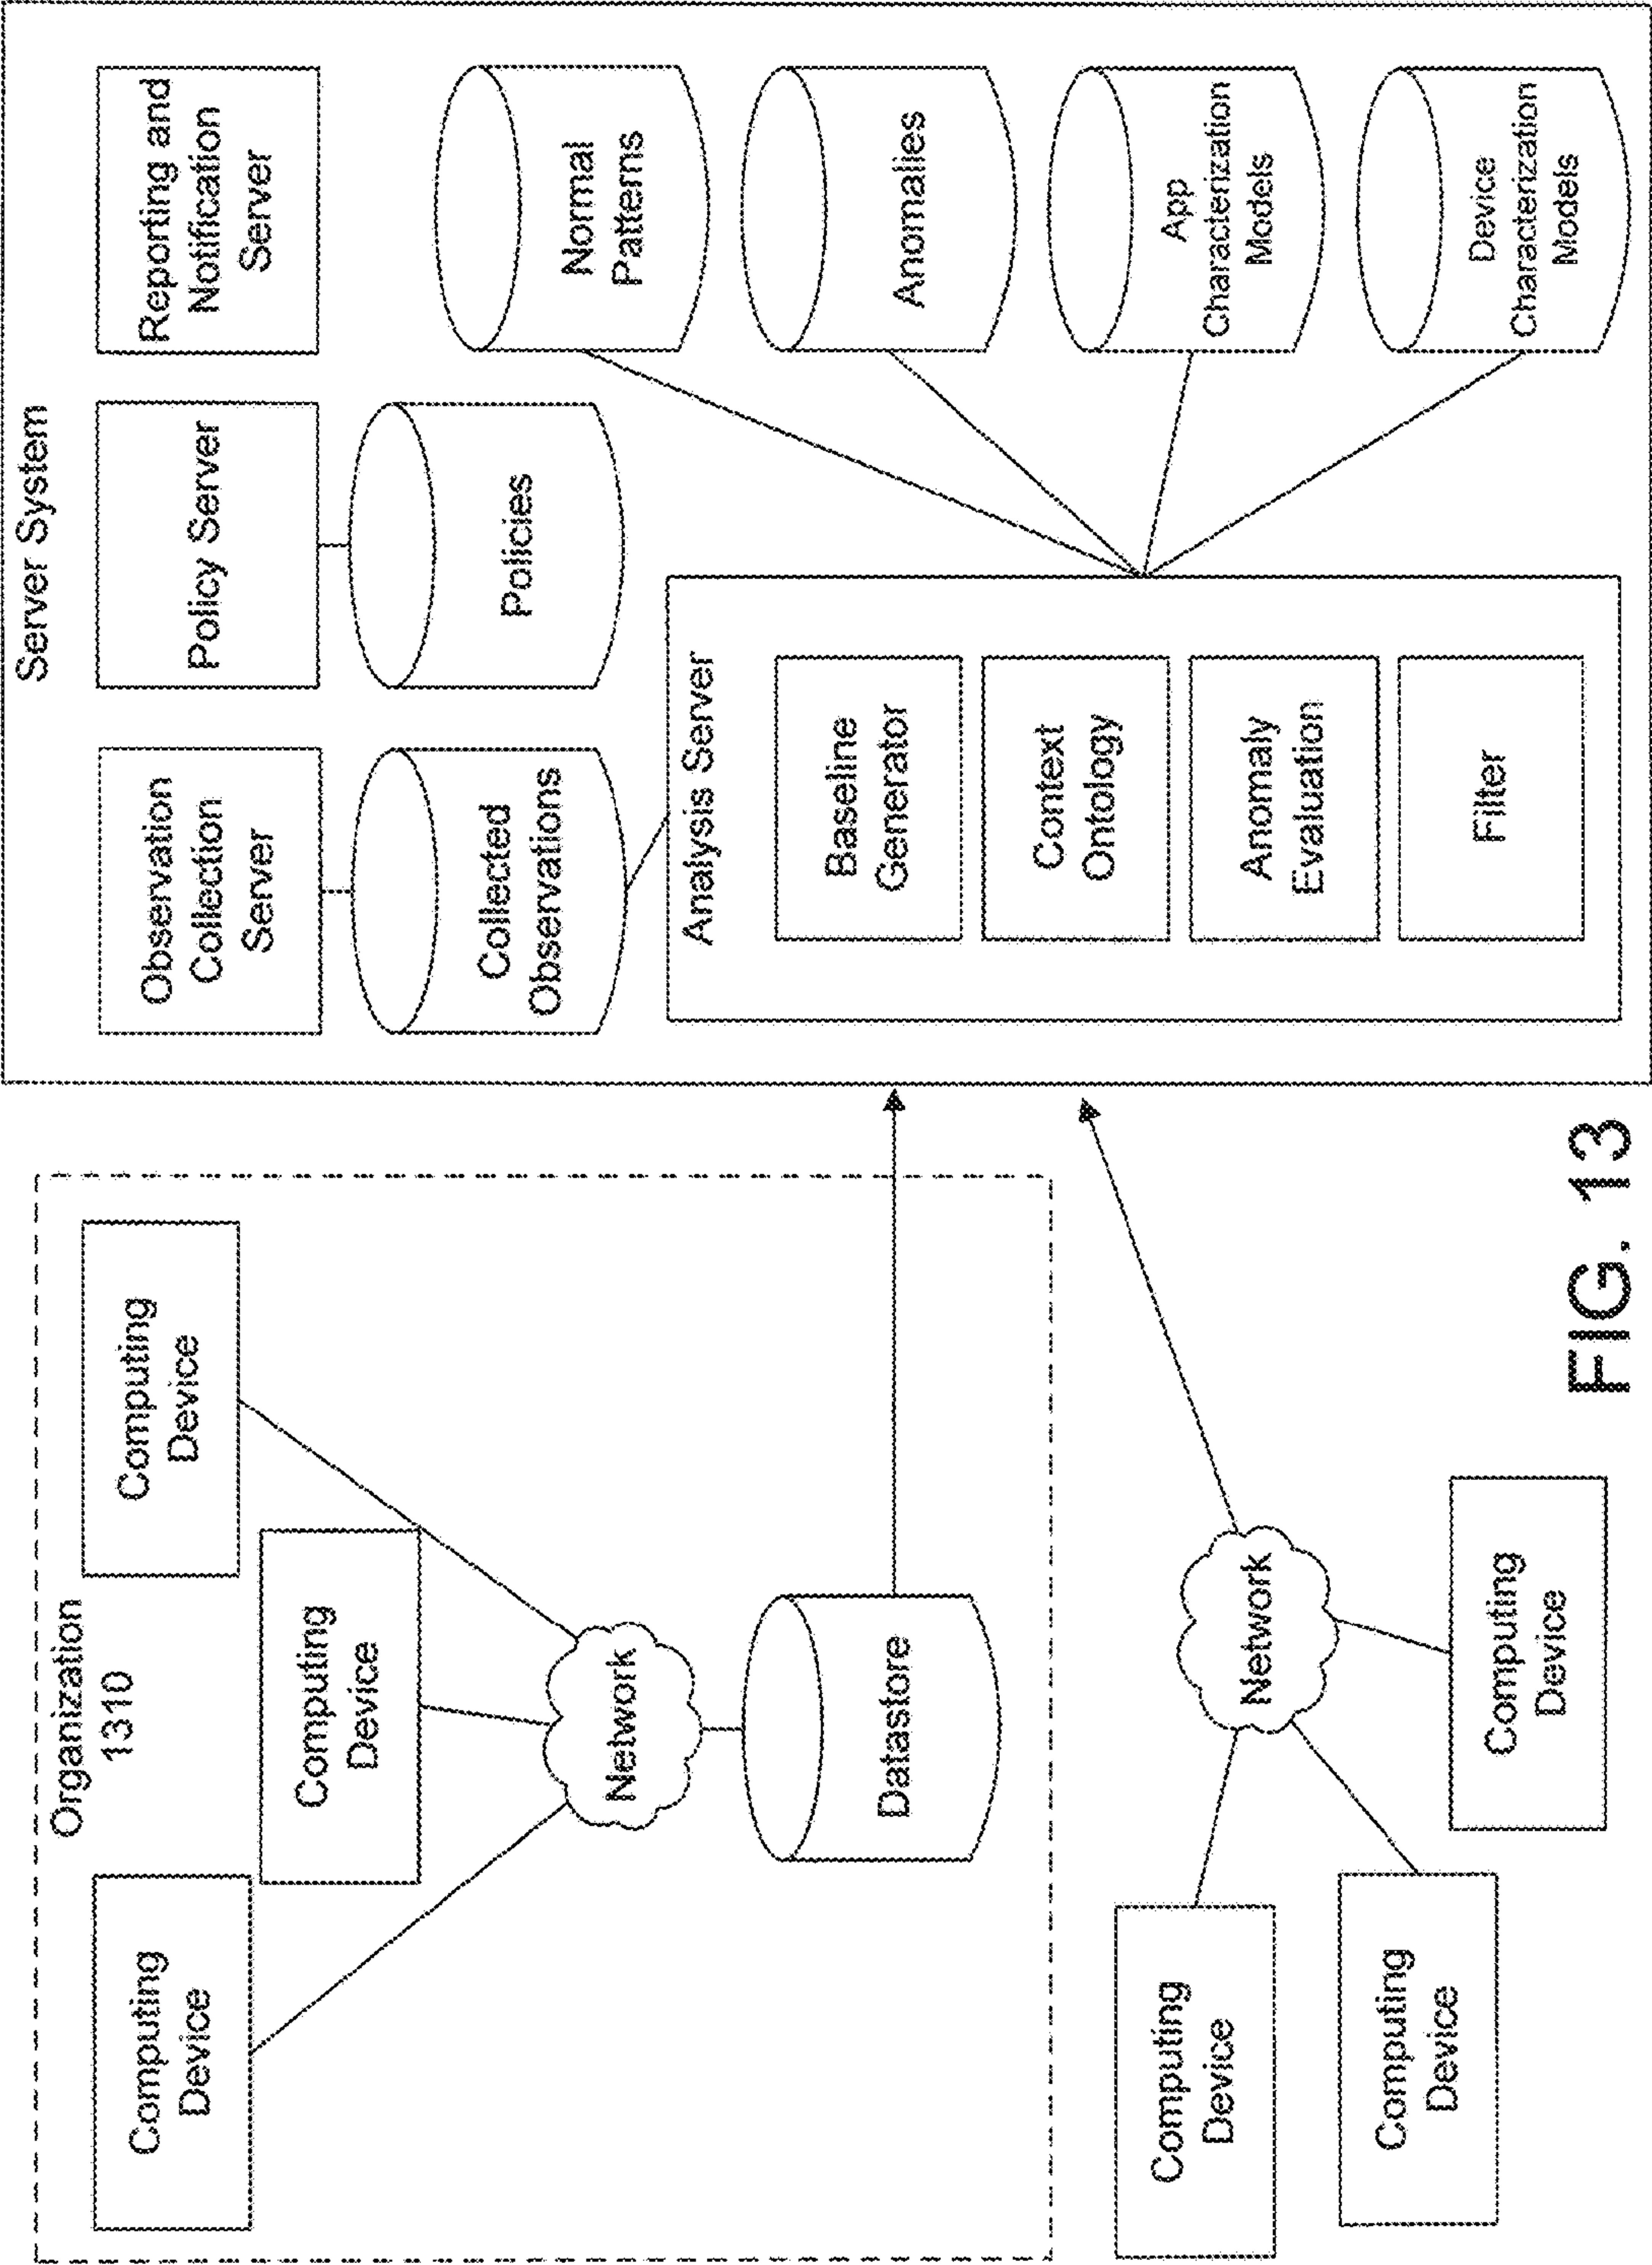 Organization
1310
Computing
Device
Computing
Device
Computing
Device
Network
Datastore
Computing
Device
Computing
Device
Computing
Device
Network
Server System
Observation
Collection
Server
Policy Server
Reporting and
Notification
Server
Collected
Observations
Policies
Normal
Patterns
Analysis Server
Baseline
Generator
Context
Ontology
Anomaly
Evaluation
Filter
Anomalies
App
Characterization
Models
Device
Characterization
Models
FIG. 13